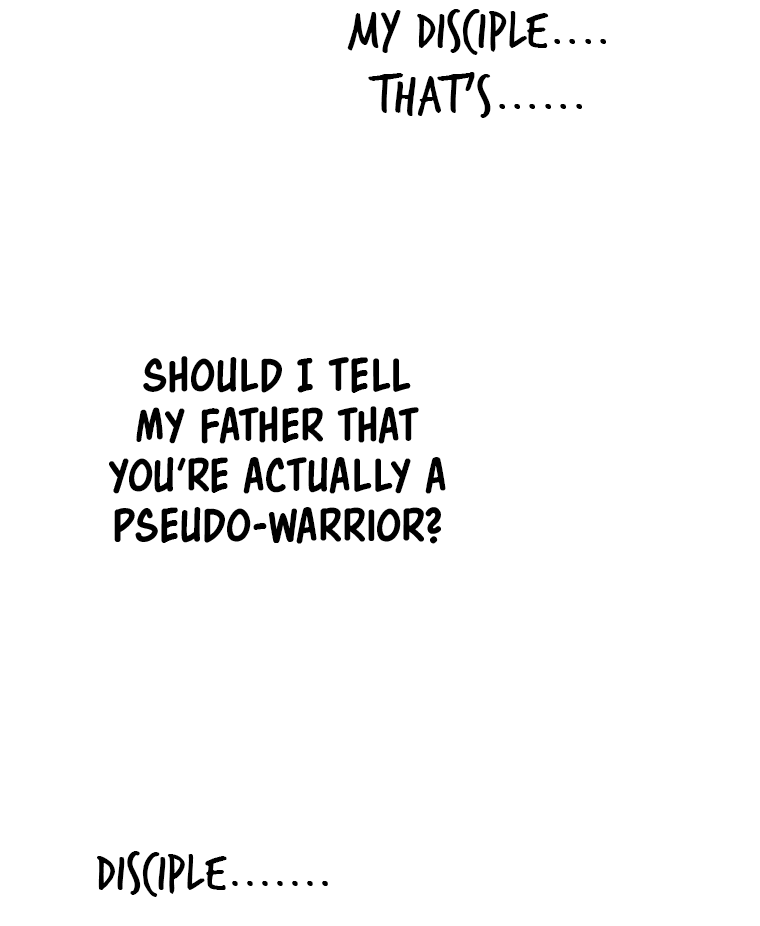 MY DISCIPLE....
THAT'S......
SHOULD I TELL
MY FATHER THAT
YOU'RE ACTUALLY A
PSEUDO-WARRIOR?
DISCIPLE.......